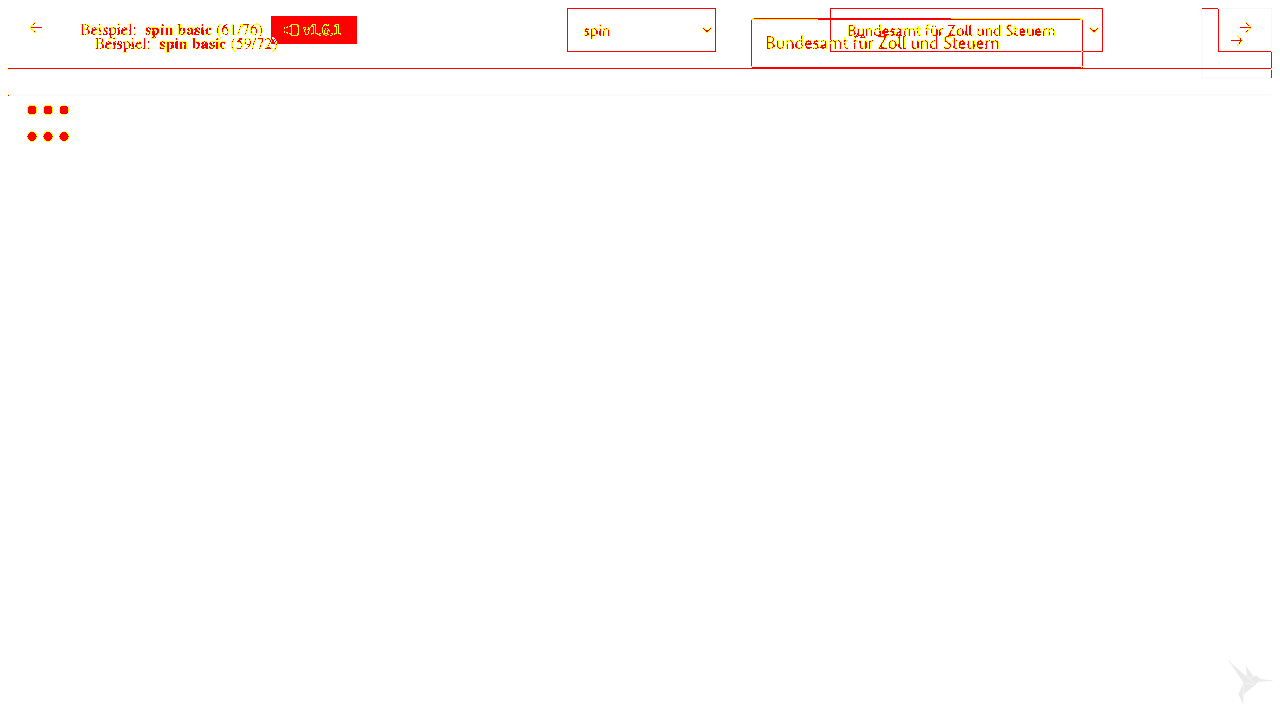 Beispiel: spin basic (61/76) v1.6.1
spin
Bundesamt für Zoll und Steuern
Beispiel: spin basic (59/72)
Bundesamt für Zoll und Steuern